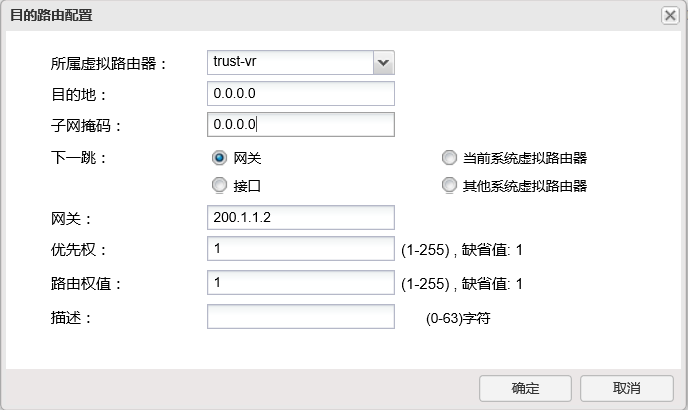 目的路由配置
所属虚拟路由器： trust-vr
目的地： 0.0.0.0
子网掩码： 0.0.0.0
下一跳： 网关 当前系统虚拟路由器
接口 其他系统虚拟路由器
网关： 200.1.1.2
优先权： 1 (1-255) , 缺省值: 1
路由权值： 1 (1-255) , 缺省值: 1
描述： (0-63)字符
确定 取消